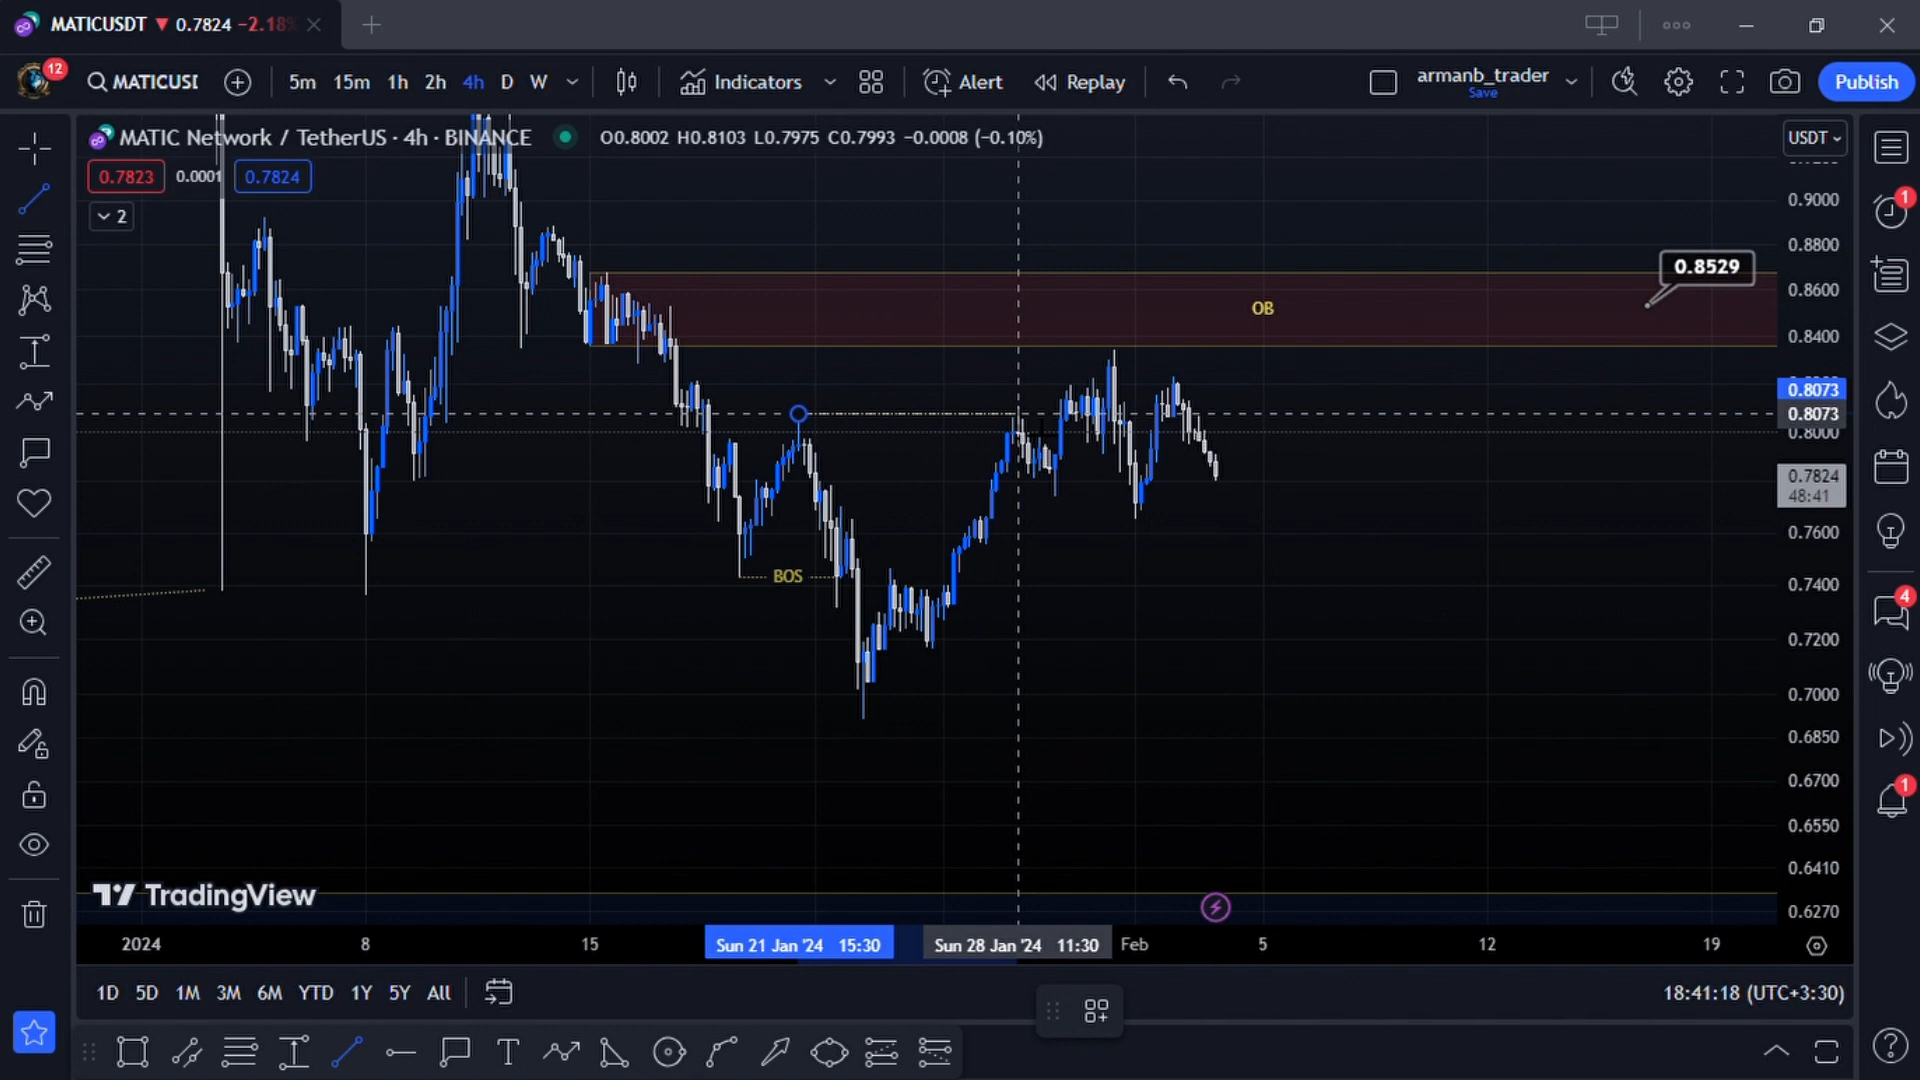 MATICUSDT ▼ 0.7824 −2.18%
12
MATICUSI 5m 15m 1h 2h 4h D W Indicators Alert Replay armanb_trader Save Publish
MATIC Network / TetherUS · 4h · BINANCE O0.8002 H0.8103 L0.7975 C0.7993 −0.0008 (−0.10%)
USDT
0.7823 0.0001 0.7824
2
0.9000
1
0.8800
0.8529
0.8600
OB
0.8400
0.8073
0.8073
0.8000
0.7824
48:41
0.7600
BOS
0.7400
4
0.7200
0.7000
0.6850
0.6700
1
0.6550
0.6410
TradingView
0.6270
2024 8 15 Sun 21 Jan '24 15:30 Sun 28 Jan '24 11:30 Feb 5 12 19
1D 5D 1M 3M 6M YTD 1Y 5Y All 18:41:18 (UTC+3:30)